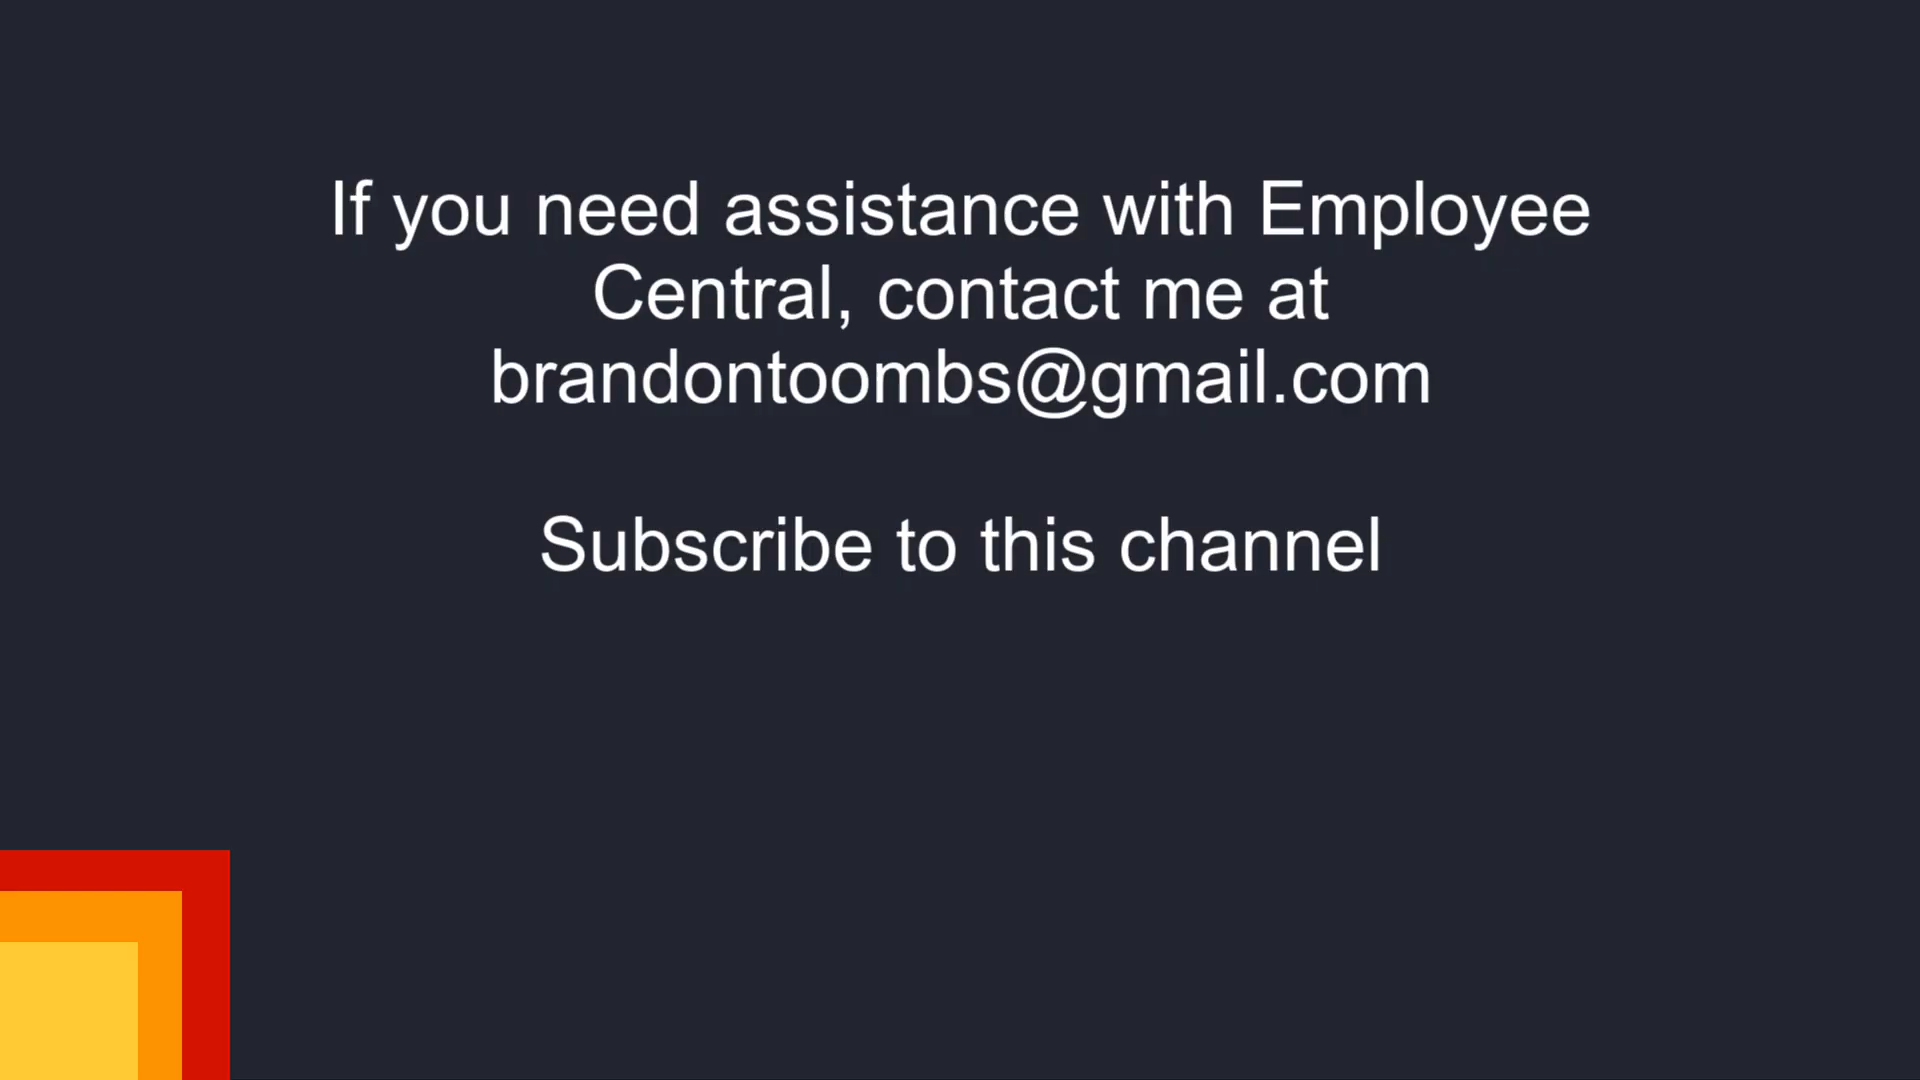 If you need assistance with Employee
Central, contact me at
brandontoombs@gmail.com
Subscribe to this channel